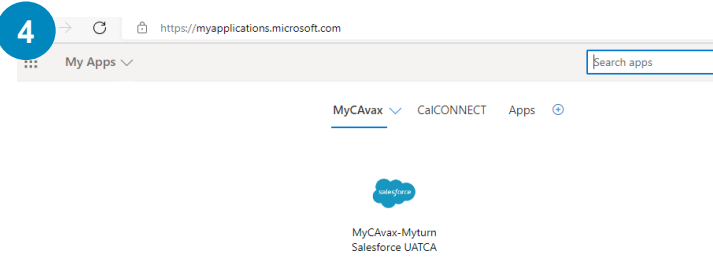 4
https://myapplications.microsoft.com
My Apps
Search apps
MyCAvax CalCONNECT Apps
salesforce
MyCAvax-Myturn
Salesforce UATCA